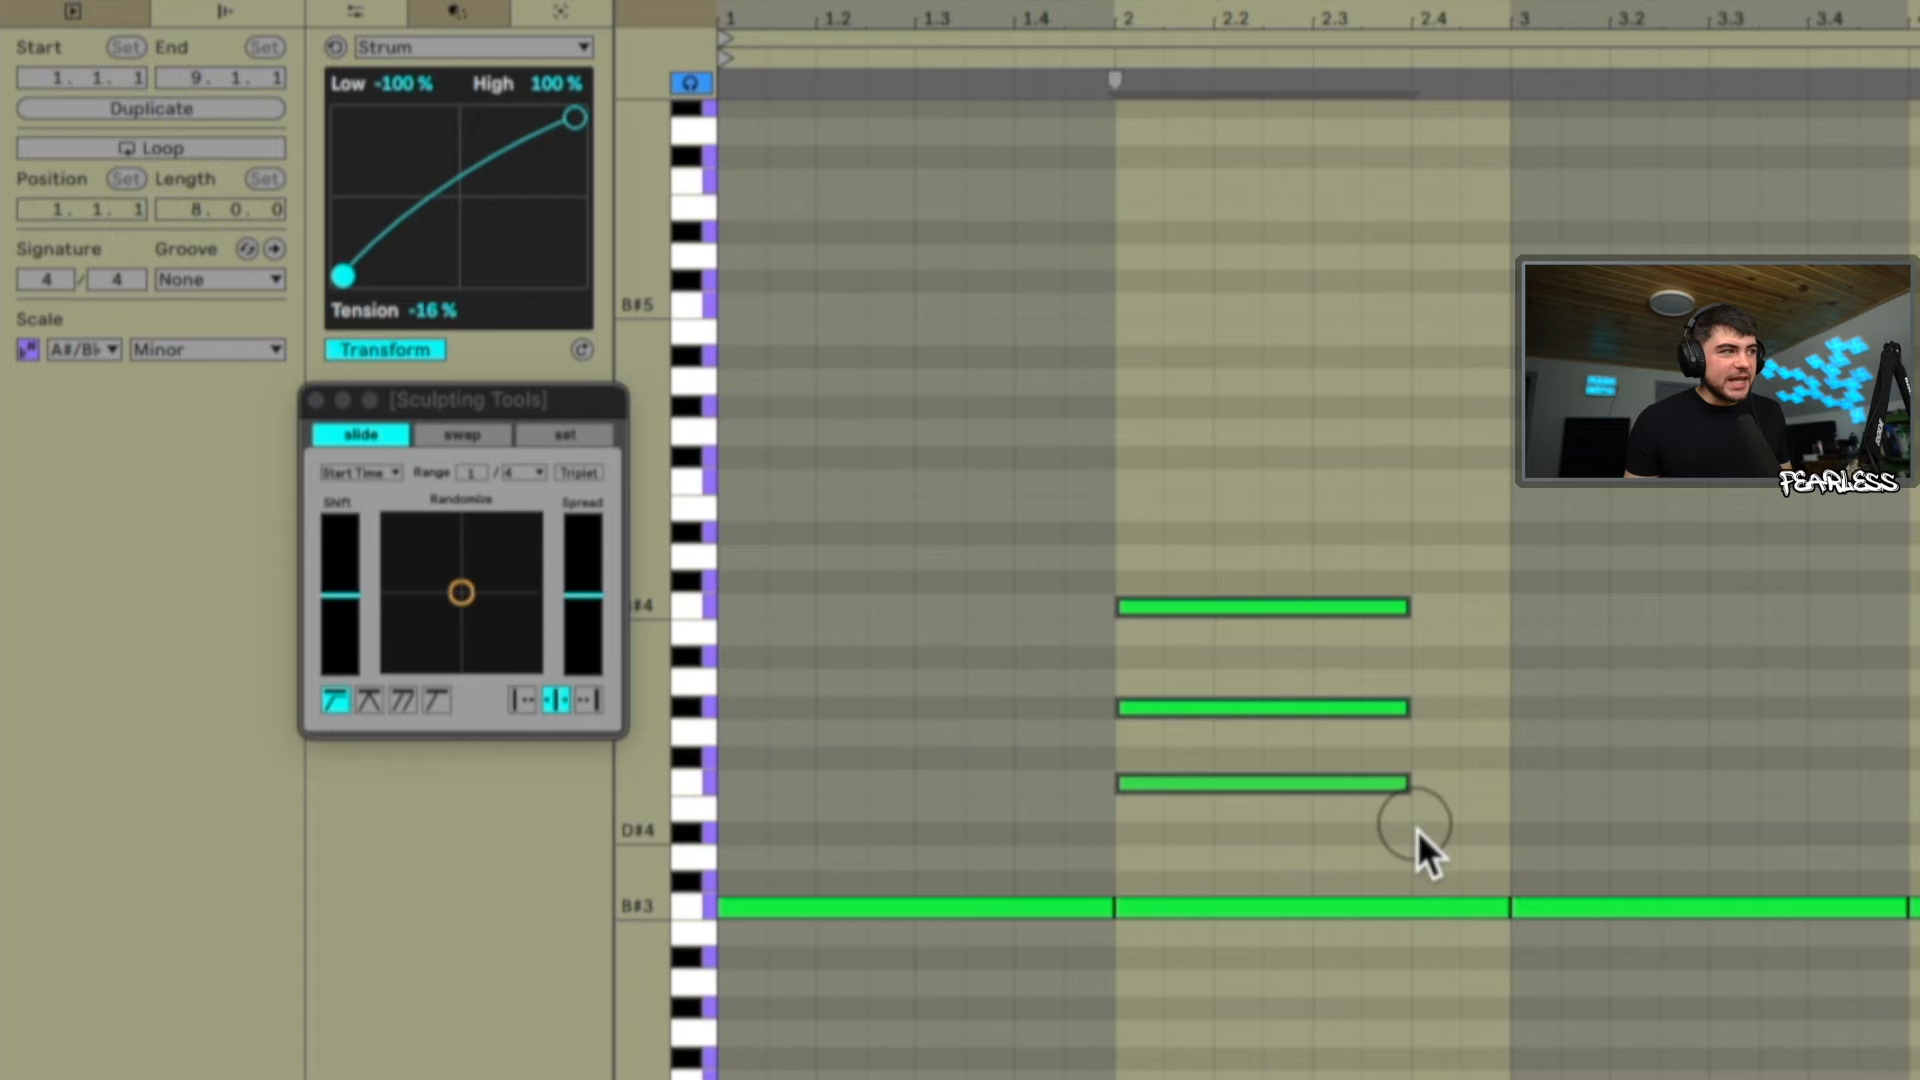 1 1.2 1.3 1.4 2 2.2 2.3 2.4 3 3.2 3.3 3.4
Start Set End Set
1. 1. 1 9. 1. 1
Duplicate
Loop
Position Set Length Set
1. 1. 1 8. 0. 0
Signature Groove
4 / 4 None
Scale
A#/B♭ Minor
Strum
Low -100 % High 100 %
Tension -16 %
Transform
[Sculpting Tools]
slide swap set
Start Time Range 1 / 4 Triplet
Shift Randomize Spread
B#5
#4
D#4
B#3
RODE
FEARLESS